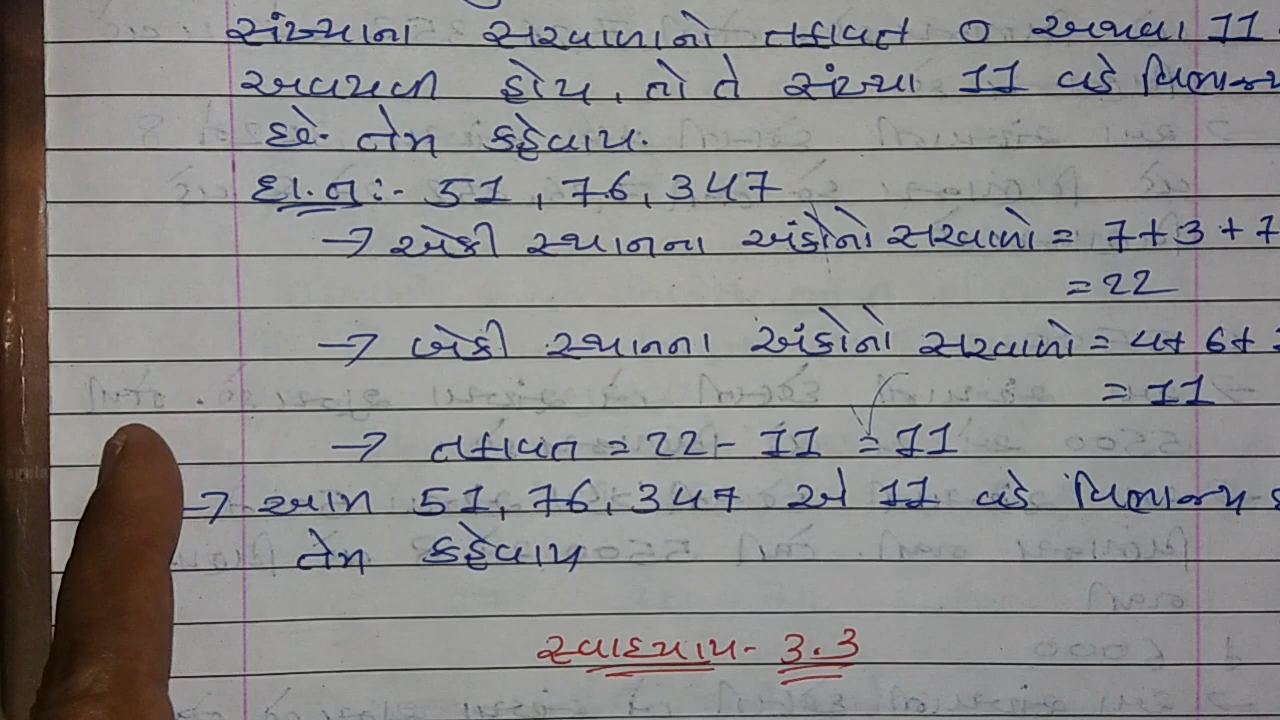 સંખ્યાના સરવાળાનો તફાવત 0 અથવા 11
અવયવી હોય, તો તે સંખ્યા 11 વડે વિભાજ્ય
છે. તેમ કહેવાય.
દા.ત:- 51,76,347
→ એકી સ્થાનના અંકોનો સરવાળો = 7+3+7
=22
→ બેકી સ્થાનના અંકોનો સરવાળો = 4+6+
= 11
→ તફાવત = 22 - 11 = 11
→ આમ 51,76,347 એ 11 વડે વિભાજ્ય
તેમ કહેવાય
સ્વાધ્યાય- 3.3